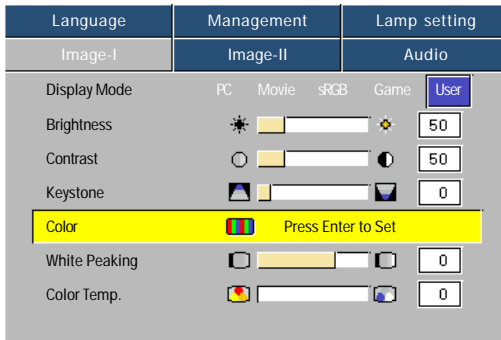 Language Management Lamp setting
Image-I Image-II Audio
Display Mode PC Movie sRGB Game User
Brightness 50
Contrast 50
Keystone 0
Color Press Enter to Set
White Peaking 0
Color Temp. 0